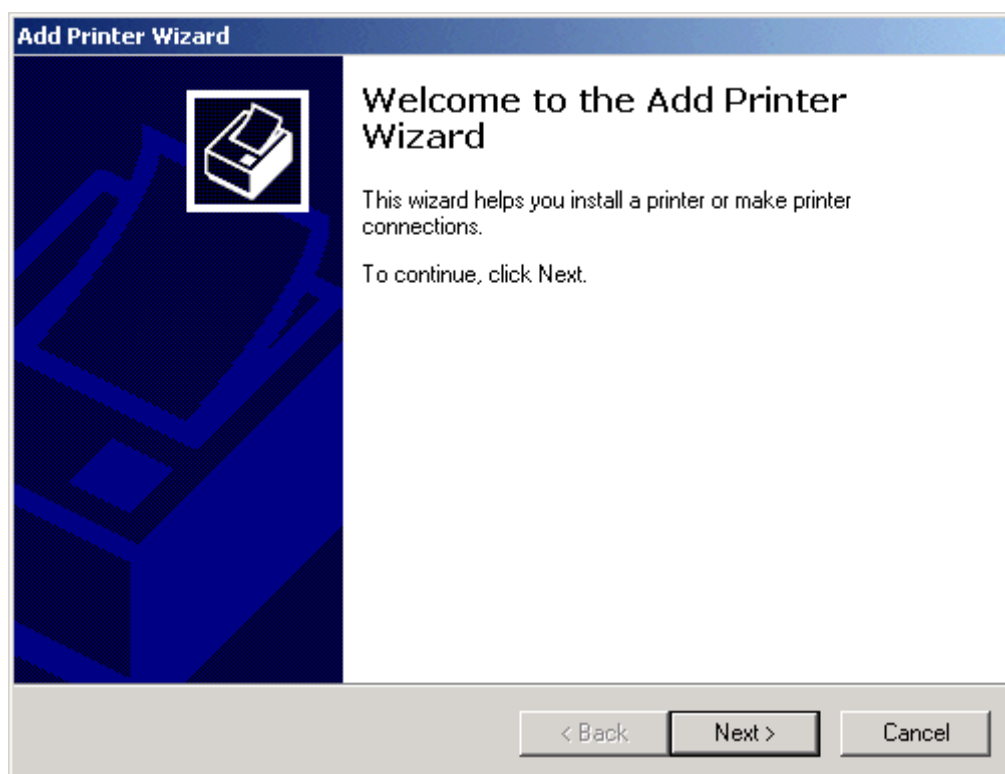 Add Printer Wizard
Welcome to the Add Printer
Wizard
This wizard helps you install a printer or make printer
connections.
To continue, click Next.
< Back
Next >
Cancel